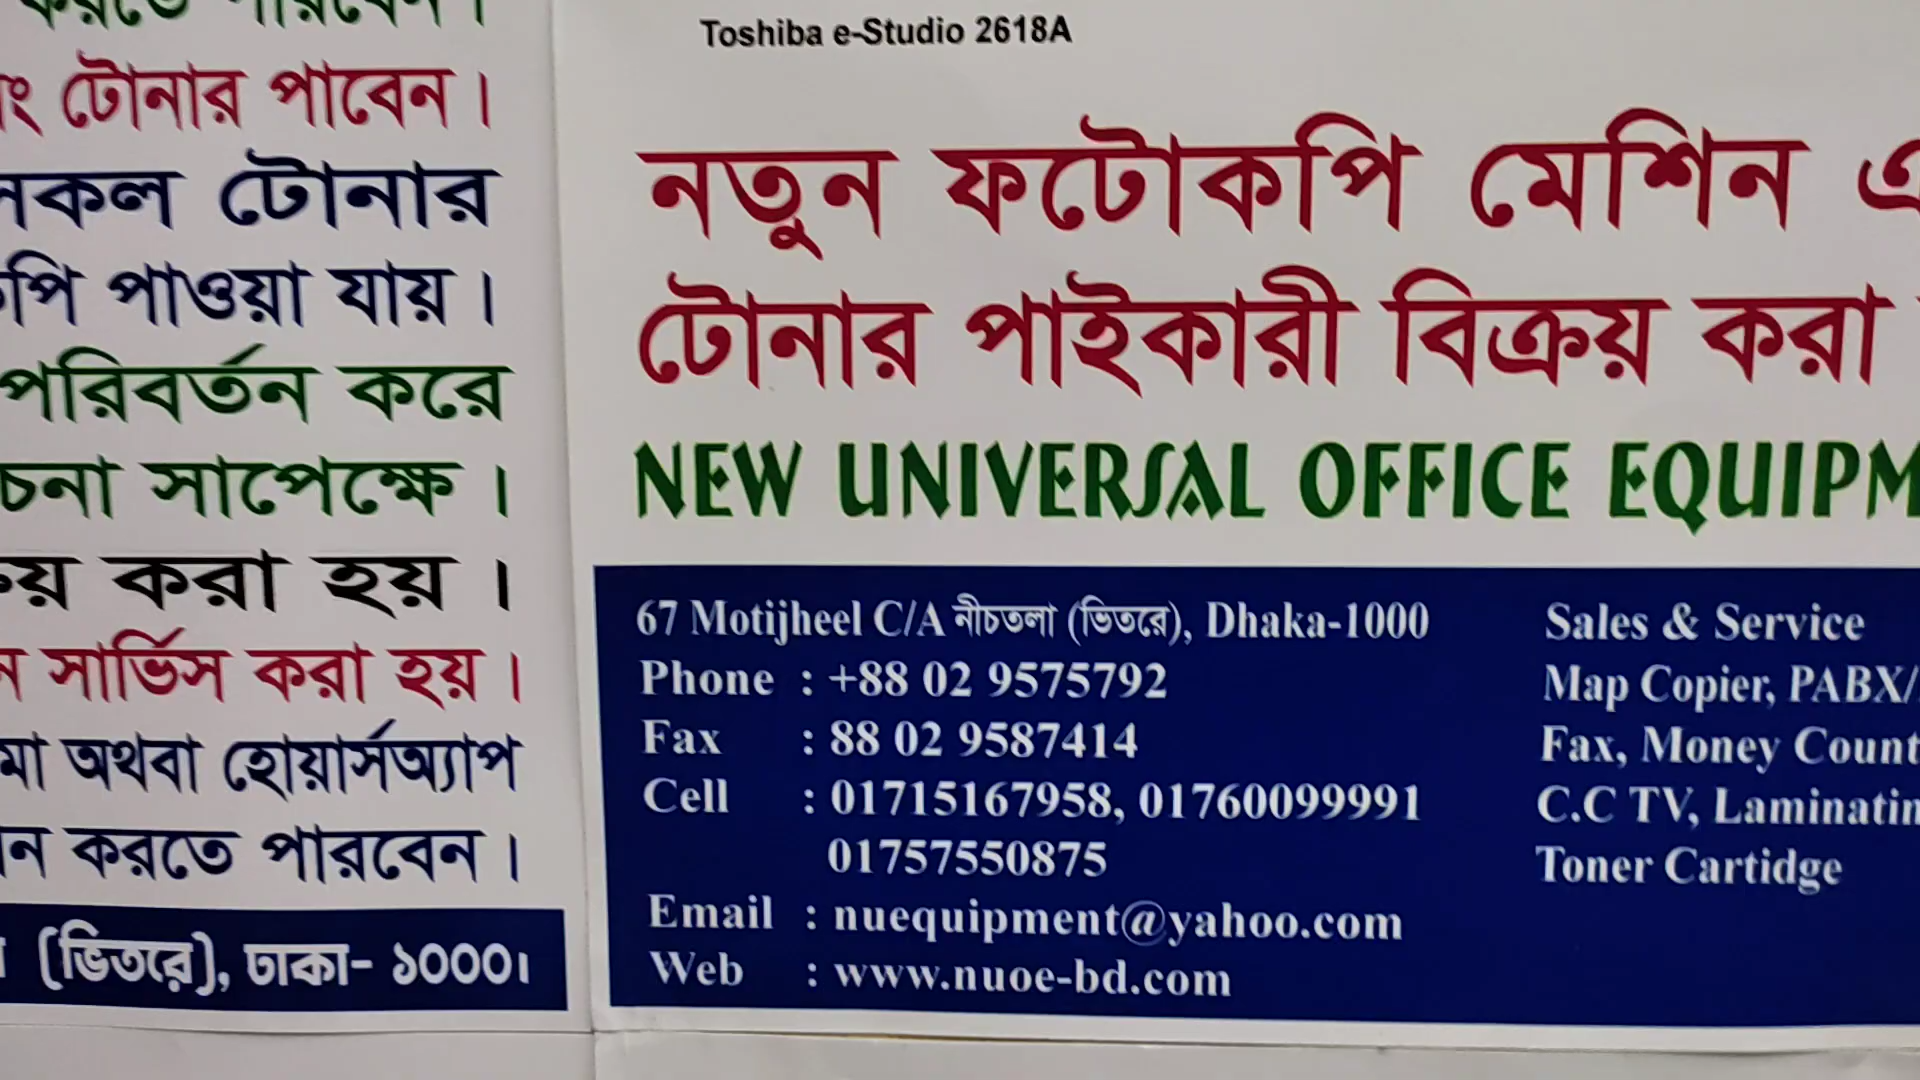 করতে পারবেন।
টোনার পাবেন।
সকল টোনার
পি পাওয়া যায়।
পরিবর্তন করে
চনা সাপেক্ষে।
করা হয়।
সার্ভিস করা হয়।
অথবা হোয়ার্সঅ্যাপ
করতে পারবেন।
(ভিতরে), ঢাকা- ১০০০।
Toshiba e-Studio 2618A
নতুন ফটোকপি মেশিন এ
টোনার পাইকারী বিক্রয় করা
NEW UNIVERSAL OFFICE EQUIPM
67 Motijheel C/A নীচতলা (ভিতরে), Dhaka-1000
Phone : +88 02 9575792
Fax : 88 02 9587414
Cell : 01715167958, 01760099991
01757550875
Email : nuequipment@yahoo.com
Web : www.nuoe-bd.com
Sales & Service
Map Copier, PABX/
Fax, Money Count
C.C TV, Laminatin
Toner Cartidge